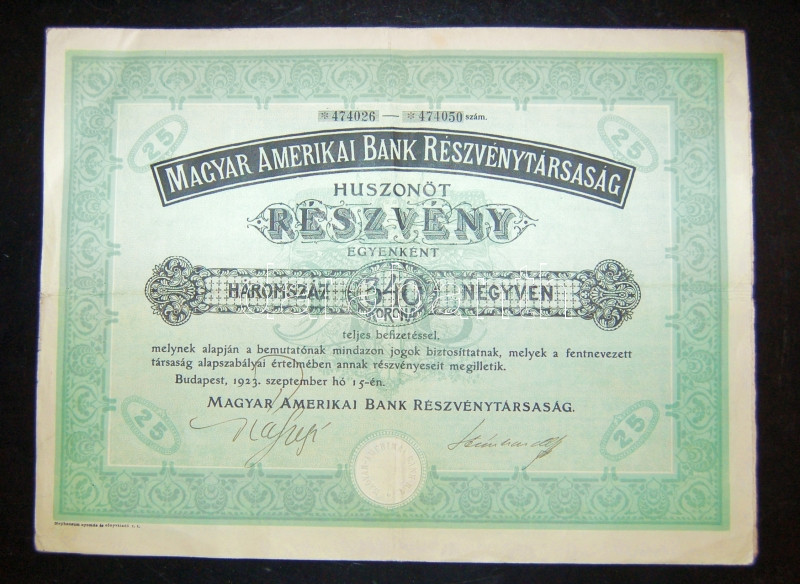 25 25
*474026 — *474050 szám.
MAGYAR AMERIKAI BANK RÉSZVÉNYTÁRSASÁG
HUSZONÖT
RÉSZVÉNY
EGYENKÉNT
HÁROMSZÁZ 340 NEGYVEN
KORONA
teljes befizetéssel,
melynek alapján a bemutatónak mindazon jogok biztosíttatnak, melyek a fentnevezett
társaság alapszabályai értelmében annak részvényeseit megilletik.
Budapest, 1923. szeptember hó 15-én.
MAGYAR AMERIKAI BANK RÉSZVÉNYTÁRSASÁG.
25 25